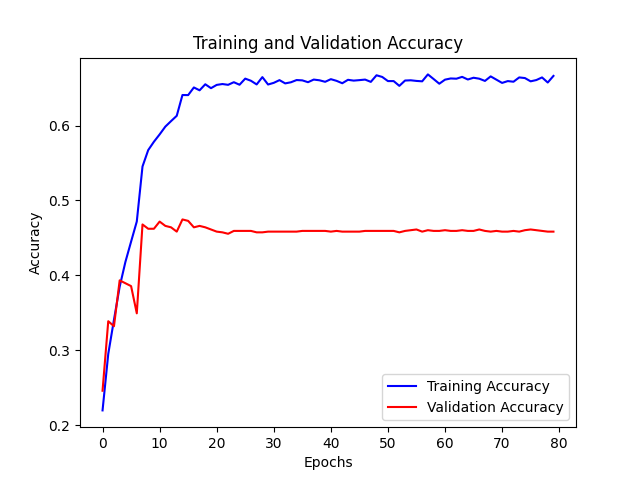 Training and Validation Accuracy
Accuracy
0.6
0.5
0.4
0.3
0.2
0 10 20 30 40 50 60 70 80
Epochs
Training Accuracy
Validation Accuracy